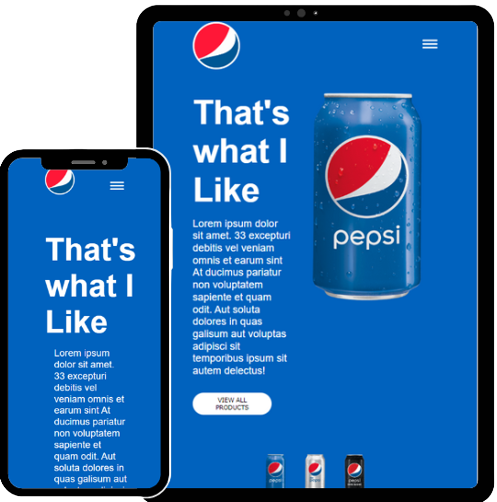 That's
what I
Like
Lorem ipsum dolor
sit amet. 33 excepturi
debitis vel veniam
omnis et earum sint
At ducimus pariatur
non voluptatem
sapiente et quam
odit. Aut soluta
dolores in quas
galisum aut voluptas
adipisci sit
temporibus ipsum sit
autem delectus!
VIEW ALL
PRODUCTS
pepsi
That's
what I
Like
Lorem ipsum
dolor sit amet.
33 excepturi
debitis vel
veniam omnis et
earum sint At
ducimus pariatur
non voluptatem
sapiente et
quam odit. Aut
soluta dolores in
quas galisum aut